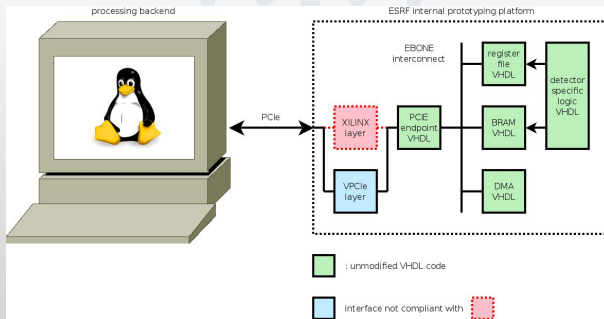 processing backend
ESRF internal prototyping platform
EBONE
interconnect
register
file
VHDL
detector
specific
logic
VHDL
PCIe
XILINX
layer
PCIE
endpoint
VHDL
BRAM
VHDL
VPCIe
layer
DMA
VHDL
: unmodified VHDL code
interface not compliant with